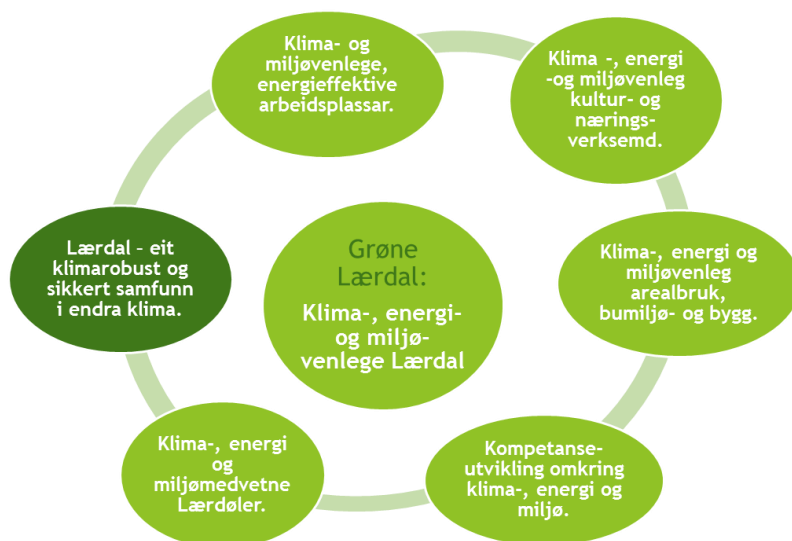 Klima- og
miljøvenlege,
energieffektive
arbeidsplassar.
Klima -, energi
-og miljøvenleg
kultur- og
nærings-
verksemd.
Lærdal – eit
klimarobust og
sikkert samfunn
i endra klima.
Grøne
Lærdal:
Klima-, energi-
og miljø-
venlege Lærdal
Klima-, energi og
miljøvenleg
arealbruk,
bumiljø- og bygg.
Klima-, energi
og
miljømedvetne
Lærdøler.
Kompetanse-
utvikling omkring
klima-, energi og
miljø.